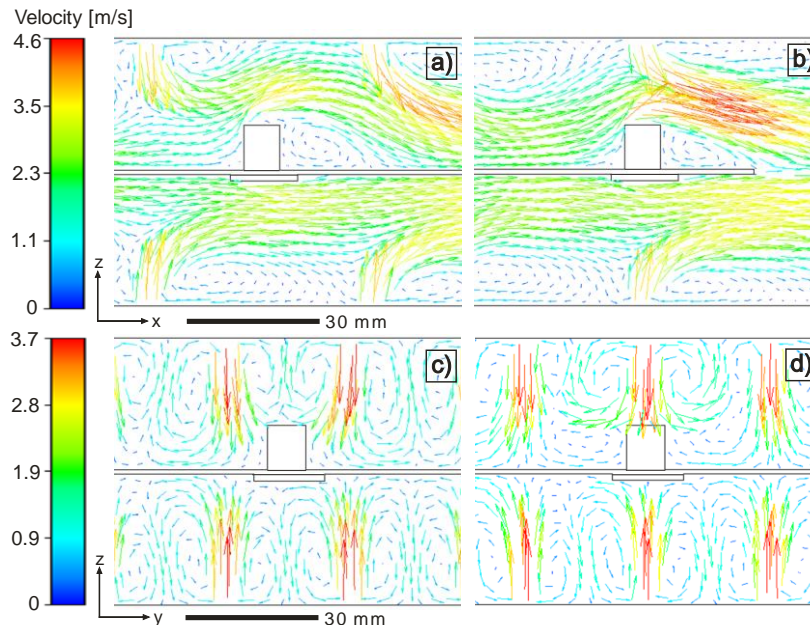 Velocity [m/s]
4.6
3.5
2.3
1.1
0
a)
b)
z
x
30 mm
3.7
2.8
1.9
0.9
0
c)
d)
z
y
30 mm